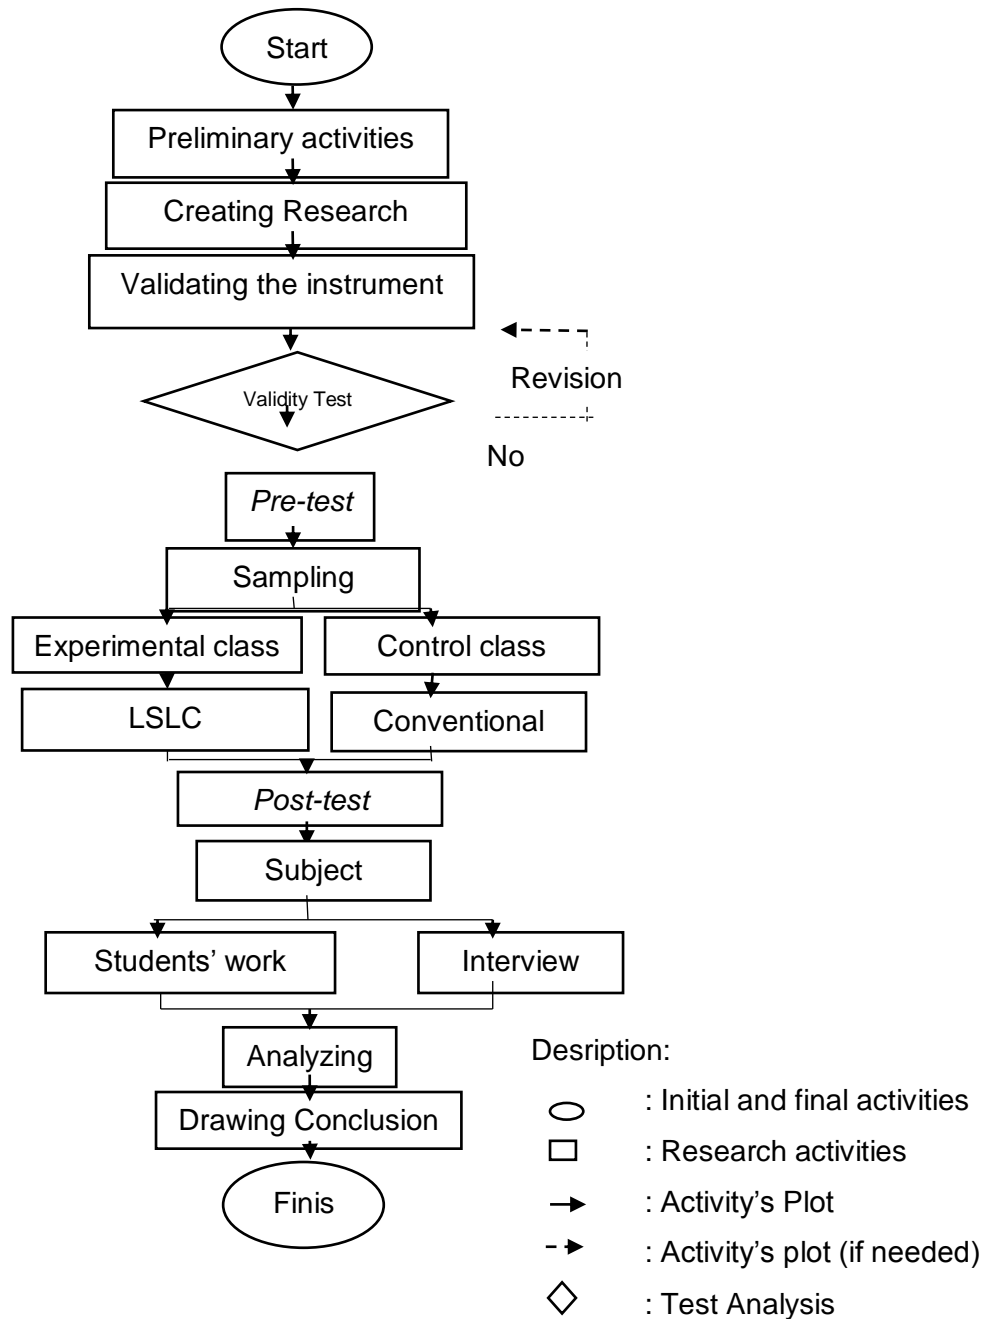 Start
Preliminary activities
Creating Research
Validating the instrument
Revision
Validity Test
No
Pre-test
Sampling
Experimental class
Control class
LSLC
Conventional
Post-test
Subject
Students’ work
Interview
Analyzing
Drawing Conclusion
Finis
Desription:
: Initial and final activities
: Research activities
: Activity’s Plot
: Activity’s plot (if needed)
: Test Analysis